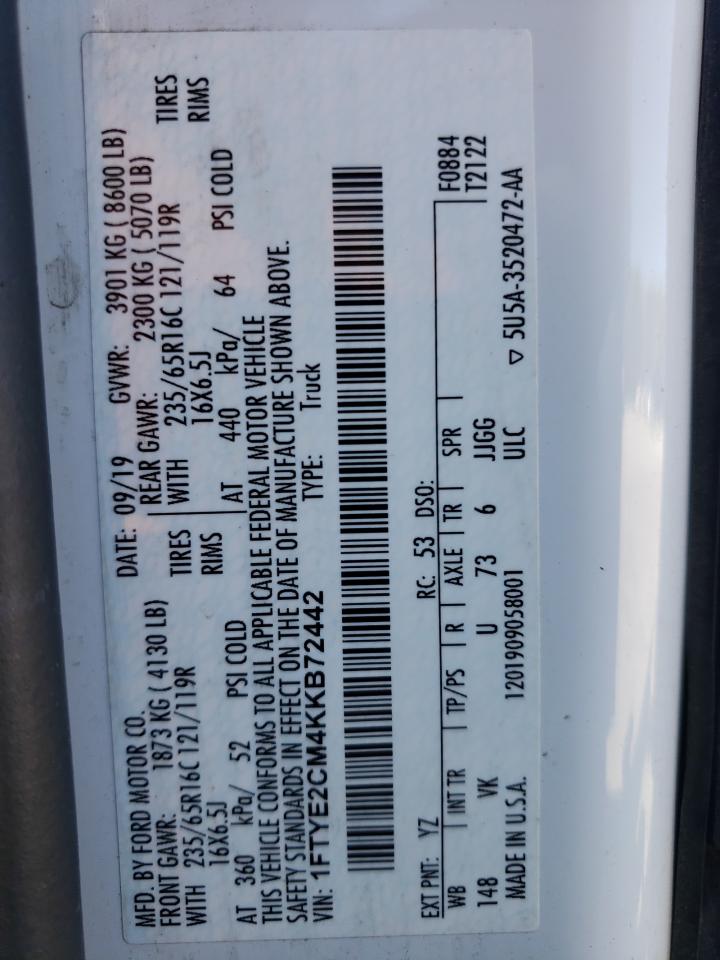 MFD. BY FORD MOTOR CO. DATE: 09/19 GVWR: 3901 KG ( 8600 LB)
FRONT GAWR: 1873 KG ( 4130 LB) REAR GAWR: 2300 KG ( 5070 LB)
WITH 235/65R16C 121/119R TIRES WITH 235/65R16C 121/119R TIRES
16X6.5J RIMS 16X6.5J RIMS
AT 360 kPa/ 52 PSI COLD AT 440 kPa/ 64 PSI COLD
THIS VEHICLE CONFORMS TO ALL APPLICABLE FEDERAL MOTOR VEHICLE
SAFETY STANDARDS IN EFFECT ON THE DATE OF MANUFACTURE SHOWN ABOVE.
VIN: 1FTYE2CM4KKB72442 TYPE: Truck
EXT PNT: YZ RC: 53 DSO: F0884
WB INT TR TP/PS R AXLE TR SPR T2122
148 VK U 73 6 JJGG
MADE IN U.S.A. 1201909058001 ULC ▽ 5U5A-3520472-AA